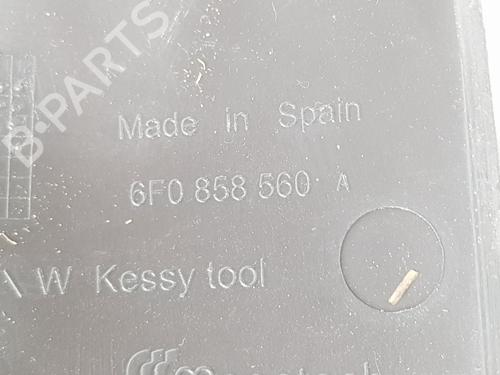 B-PARTS
Made in Spain
6F0 858 560 A
W Kessy tool